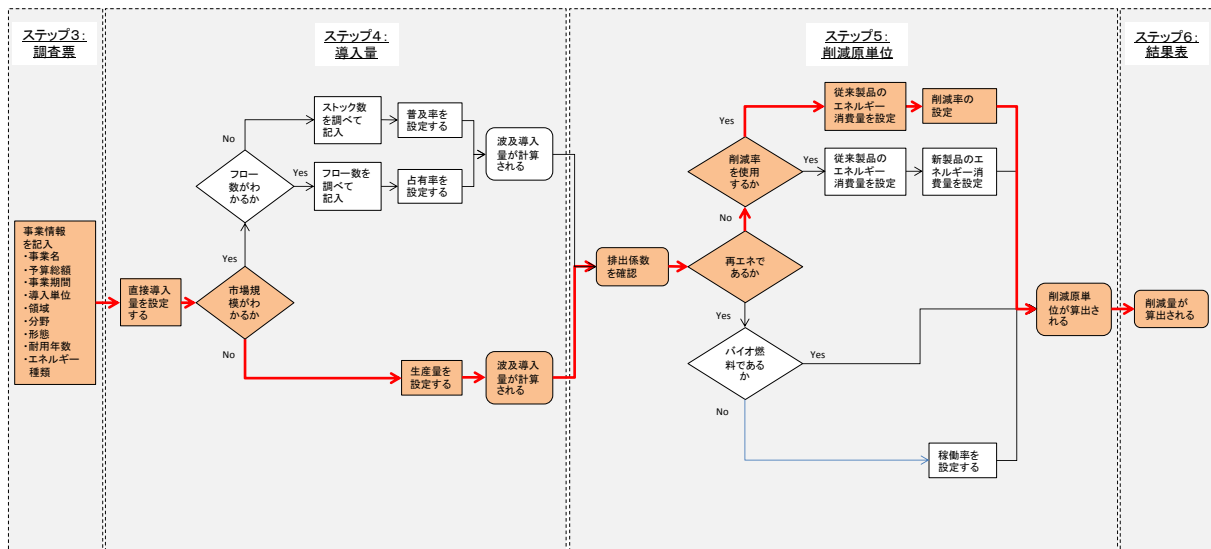 ステップ3:
調査票
事業情報
を記入
・事業名
・予算総額
・事業期間
・導入単位
・領域
・分野
・形態
・耐用年数
・エネルギー
種類
ステップ4:
導入量
直接導入
量を設定
する
市場規
模がわ
かるか
Yes
No
フロー
数がわ
かるか
No
Yes
ストック数
を調べて
記入
普及率を
設定する
フロー数を
調べて
記入
占有率を
設定する
波及導入
量が計算
される
生産量を
設定する
波及導入
量が計算
される
ステップ5:
削減原単位
排出係数
を確認
再エネで
あるか
No
Yes
削減率
を使用
するか
Yes
Yes
従来製品の
エネルギー
消費量を設定
削減率の
設定
従来製品の
エネルギー
消費量を設定
新製品のエ
ネルギー消
費量を設定
バイオ燃
料である
か
Yes
No
稼働率を
設定する
削減原単
位が算出さ
れる
ステップ6:
結果表
削減量が
算出される